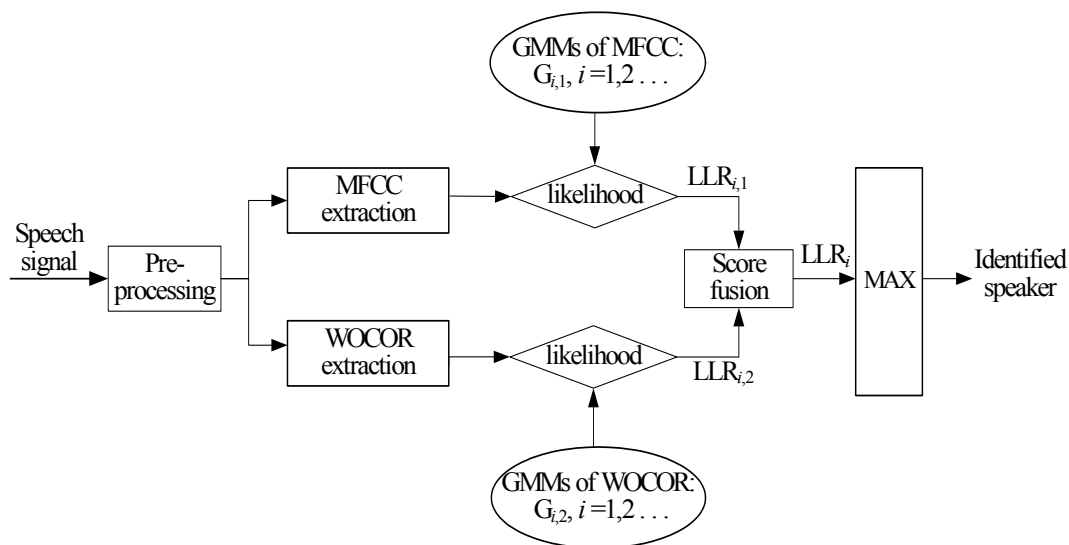 GMMs of MFCC:
G_{i,1}, i =1,2 . . .
MFCC
extraction
likelihood
LLR_{i,1}
Speech
signal
Pre-
processing
Score
fusion
LLR_i
MAX
Identified
speaker
WOCOR
extraction
likelihood
LLR_{i,2}
GMMs of WOCOR:
G_{i,2}, i =1,2 . . .